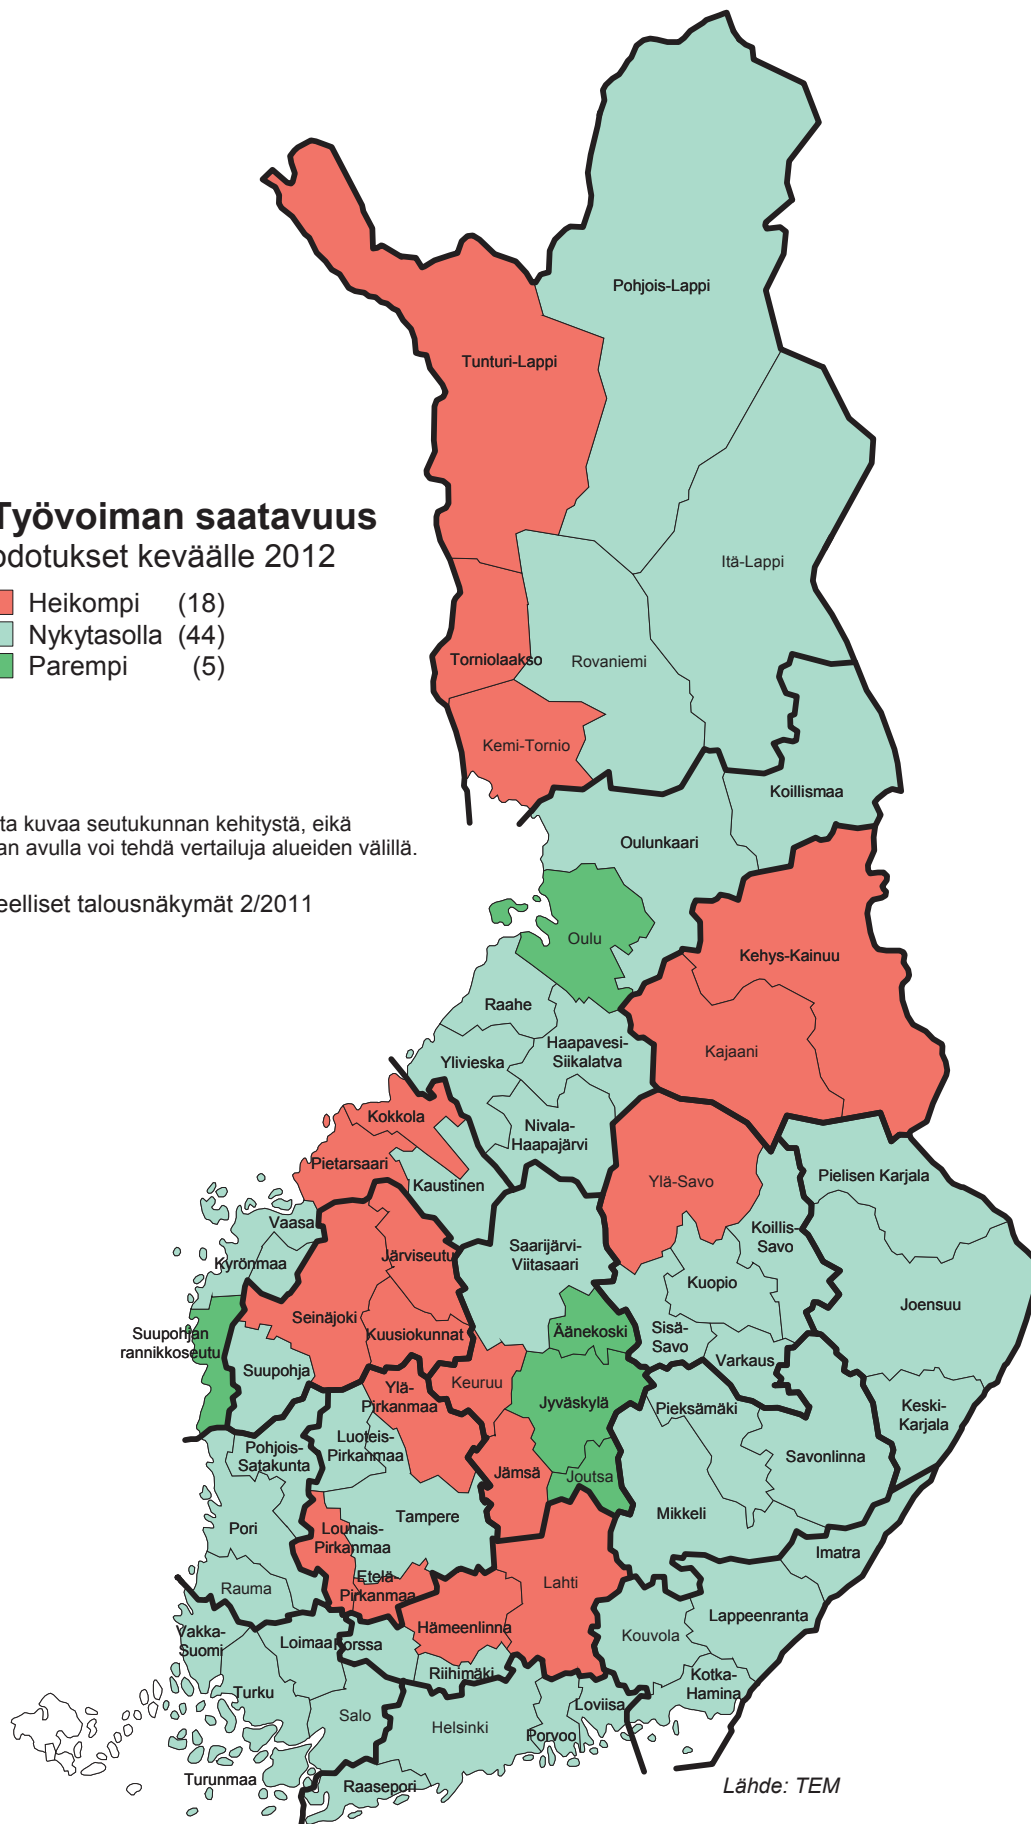 Pohjois-Lappi
Tunturi-Lappi
Työvoiman saatavuus
odotukset keväälle 2012
Itä-Lappi
Heikompi (18)
Nykytasolla (44)
Parempi (5)
Torniolaakso
Rovaniemi
Kemi-Tornio
Koillismaa
ta kuvaa seutukunnan kehitystä, eikä
an avulla voi tehdä vertailuja alueiden välillä.
Oulunkaari
eelliset talousnäkymät 2/2011
Oulu
Kehys-Kainuu
Raahe
Haapavesi-
Siikalatva
Ylivieska
Kajaani
Kokkola
Nivala-
Haapajärvi
Pietarsaari
Kaustinen
Ylä-Savo
Pielisen Karjala
Vaasa
Koillis-
Savo
Järviseutu
Saarijärvi-
Viitasaari
Kyrönmaa
Kuopio
Joensuu
Seinäjoki
Suupohjan
rannikkoseutu
Kuusiokunnat
Äänekoski
Sisä-
Savo
Varkaus
Suupohja
Ylä-
Pirkanmaa
Keuruu
Jyväskylä
Pieksämäki
Keski-
Karjala
Pohjois-
Satakunta
Luoteis-
Pirkanmaa
Jämsä
Joutsa
Savonlinna
Pori
Lounais-
Pirkanmaa
Tampere
Mikkeli
Imatra
Rauma
Etelä-
Pirkanmaa
Lahti
Lappeenranta
Vakka-
Suomi
Loimaa
Forssa
Hämeenlinna
Kouvola
Riihimäki
Kotka-
Hamina
Turku
Salo
Helsinki
Loviisa
Porvoo
Turunmaa
Raasepori
Lähde: TEM